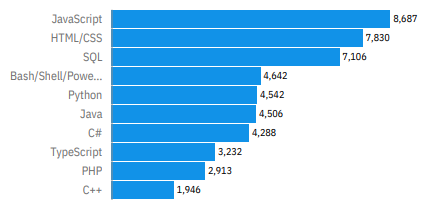 JavaScript 8,687
HTML/CSS 7,830
SQL 7,106
Bash/Shell/Powe... 4,642
Python 4,542
Java 4,506
C# 4,288
TypeScript 3,232
PHP 2,913
C++ 1,946